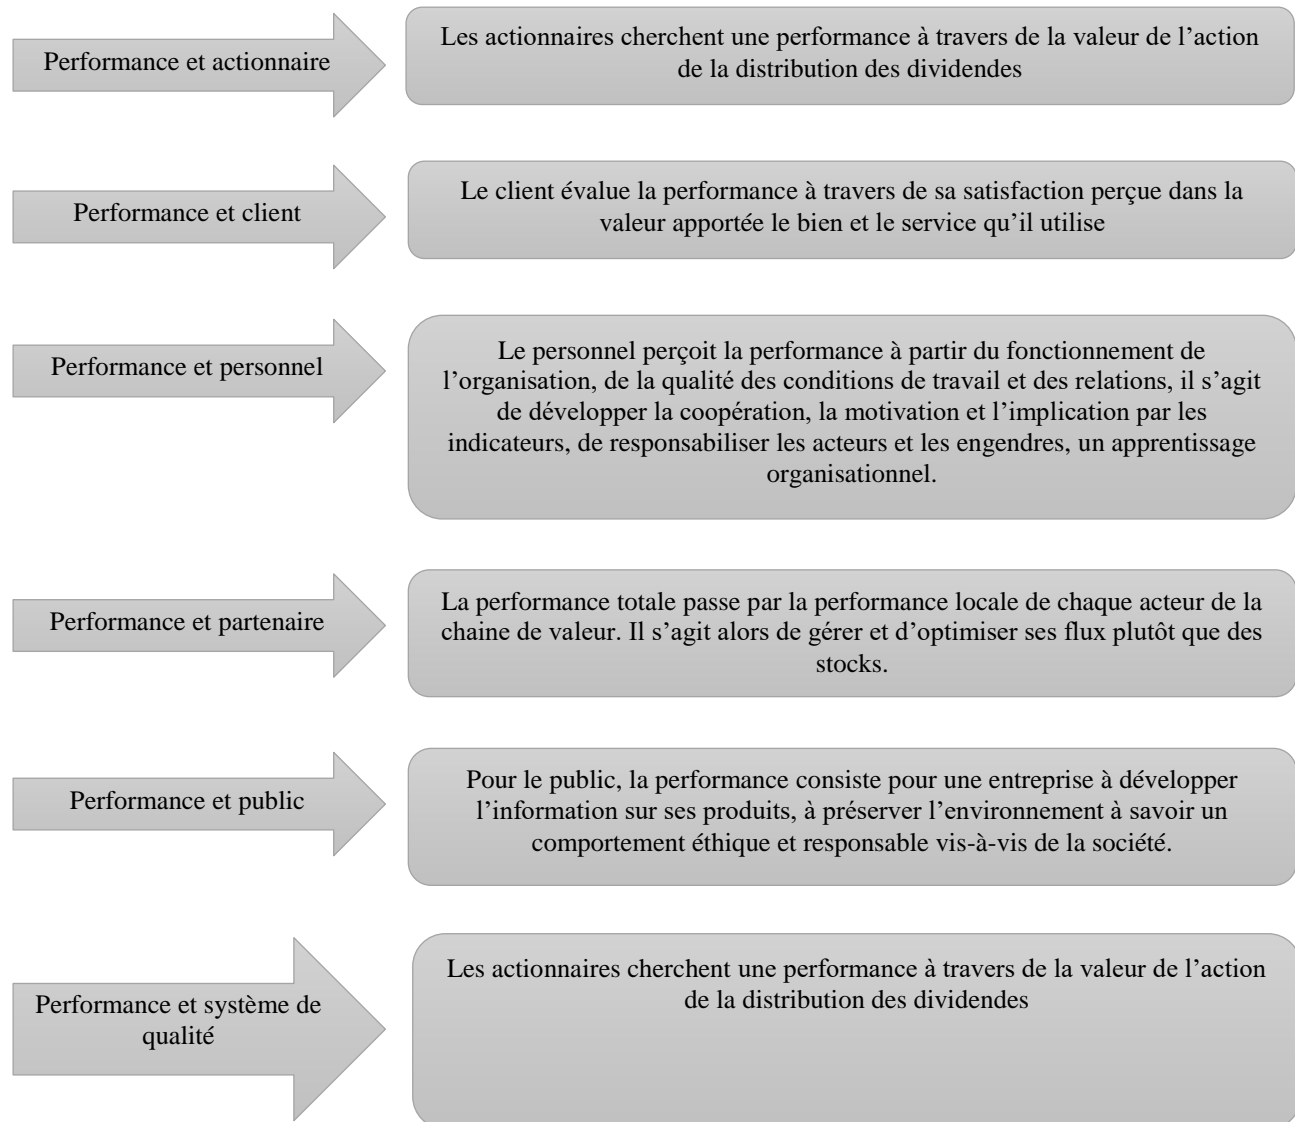 Performance et actionnaire
Les actionnaires cherchent une performance à travers de la valeur de l’action
de la distribution des dividendes
Performance et client
Le client évalue la performance à travers de sa satisfaction perçue dans la
valeur apportée le bien et le service qu’il utilise
Performance et personnel
Le personnel perçoit la performance à partir du fonctionnement de
l’organisation, de la qualité des conditions de travail et des relations, il s’agit
de développer la coopération, la motivation et l’implication par les
indicateurs, de responsabiliser les acteurs et les engendres, un apprentissage
organisationnel.
Performance et partenaire
La performance totale passe par la performance locale de chaque acteur de la
chaine de valeur. Il s’agit alors de gérer et d’optimiser ses flux plutôt que des
stocks.
Performance et public
Pour le public, la performance consiste pour une entreprise à développer
l’information sur ses produits, à préserver l’environnement à savoir un
comportement éthique et responsable vis-à-vis de la société.
Performance et système de
qualité
Les actionnaires cherchent une performance à travers de la valeur de l’action
de la distribution des dividendes